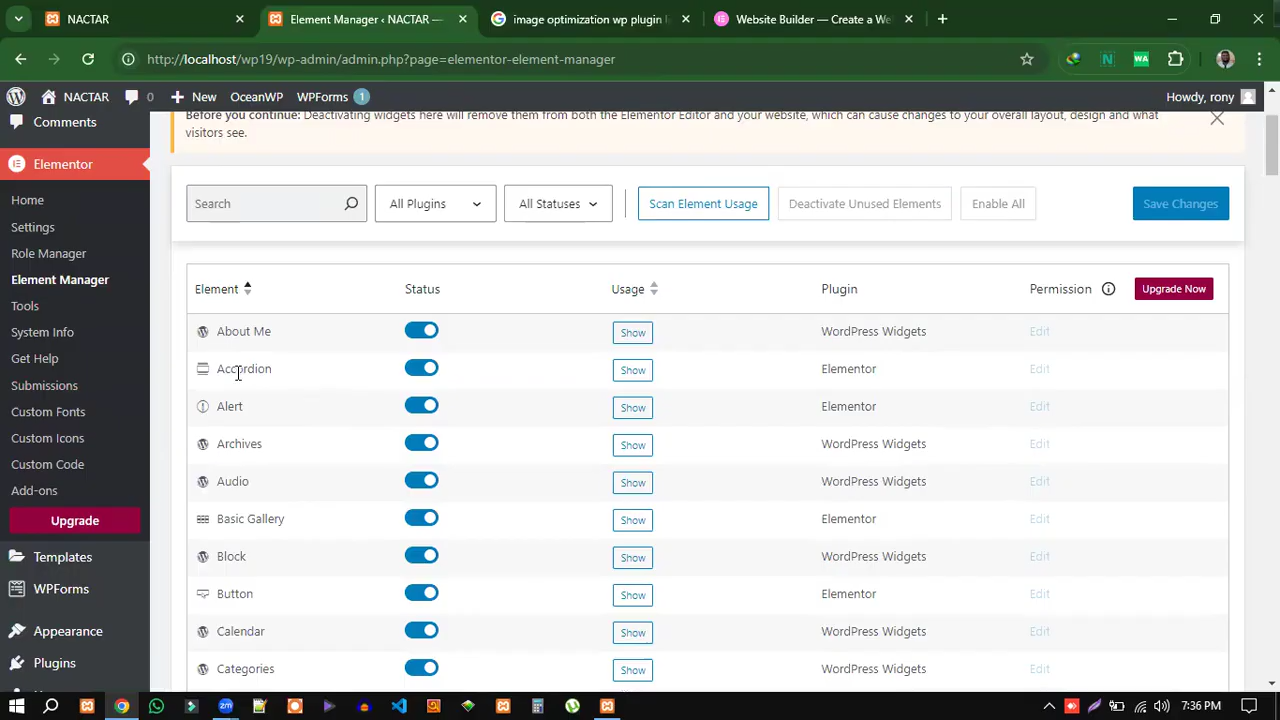 NACTAR
Element Manager ‹ NACTAR —
image optimization wp plugin l
Website Builder — Create a We
http://localhost/wp19/wp-admin/admin.php?page=elementor-element-manager
N
WA
NACTAR
0
New
OceanWP
WPForms
1
Howdy, rony
Comments
Elementor
Home
Settings
Role Manager
Element Manager
Tools
System Info
Get Help
Submissions
Custom Fonts
Custom Icons
Custom Code
Add-ons
Upgrade
Templates
WPForms
Appearance
Plugins
Before you continue: Deactivating widgets here will remove them from both the Elementor Editor and your website, which can cause changes to your overall layout, design and what
visitors see.
Search
All Plugins
All Statuses
Scan Element Usage
Deactivate Unused Elements
Enable All
Save Changes
Element Status Usage Plugin Permission Upgrade Now
About Me Show WordPress Widgets Edit
Accordion Show Elementor Edit
Alert Show Elementor Edit
Archives Show WordPress Widgets Edit
Audio Show WordPress Widgets Edit
Basic Gallery Show Elementor Edit
Block Show WordPress Widgets Edit
Button Show Elementor Edit
Calendar Show WordPress Widgets Edit
Categories Show WordPress Widgets Edit
7:36 PM